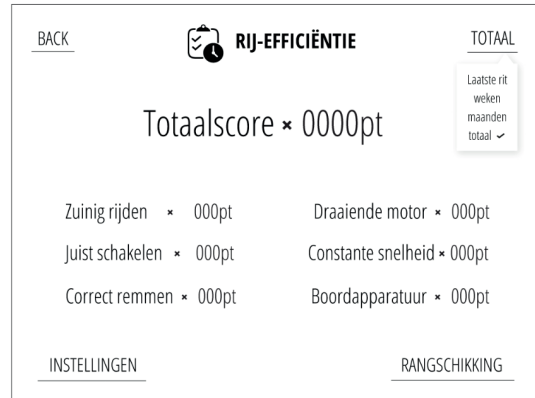 BACK
RIJ-EFFICIËNTIE
TOTAAL
Laatste rit
weken
maanden
totaal ✓
Totaalscore × 0000pt
Zuinig rijden × 000pt
Draaiende motor × 000pt
Juist schakelen × 000pt
Constante snelheid × 000pt
Correct remmen × 000pt
Boordapparatuur × 000pt
INSTELLINGEN
RANGSCHIKKING